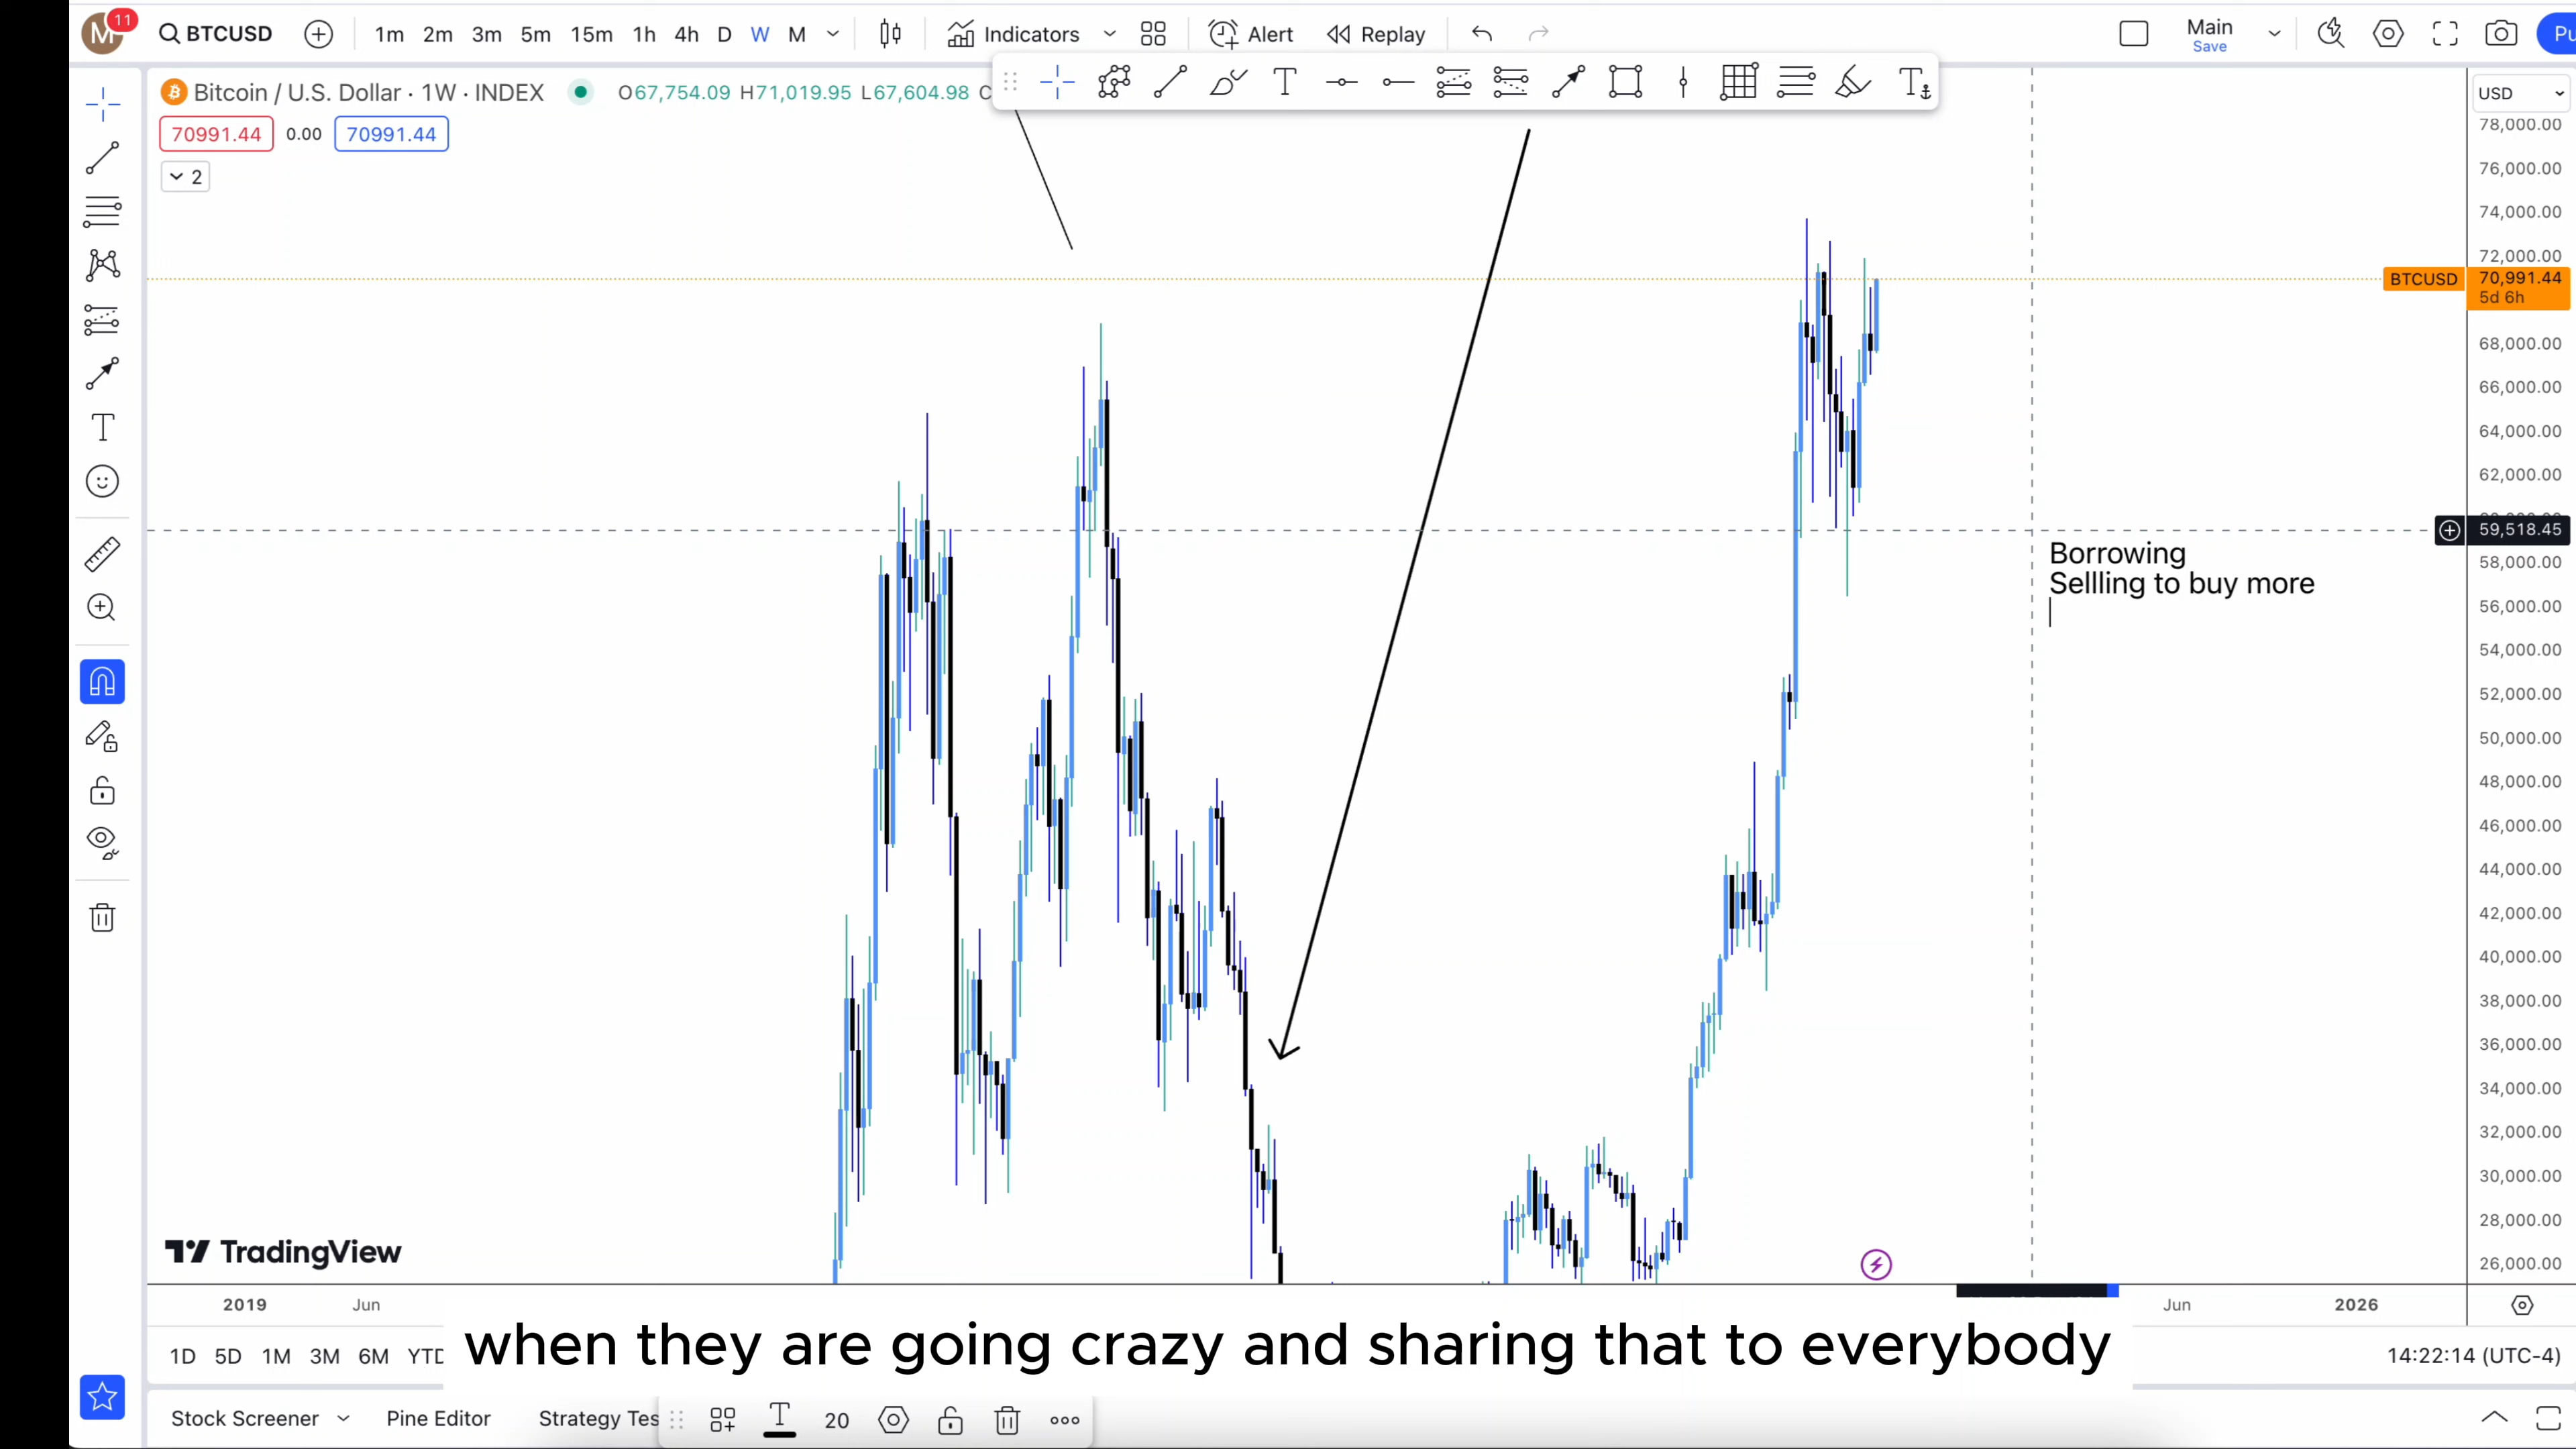 M 11 BTCUSD 1m 2m 3m 5m 15m 1h 4h D W M Indicators Alert Replay Main Save Pu
Bitcoin / U.S. Dollar · 1W · INDEX O67,754.09 H71,019.95 L67,604.98 C
USD
70991.44 0.00 70991.44
2
78,000.00
76,000.00
74,000.00
72,000.00
BTCUSD 70,991.44
5d 6h
68,000.00
66,000.00
64,000.00
62,000.00
59,518.45
Borrowing
Sellling to buy more
58,000.00
56,000.00
54,000.00
52,000.00
50,000.00
48,000.00
46,000.00
44,000.00
42,000.00
40,000.00
38,000.00
36,000.00
34,000.00
32,000.00
30,000.00
28,000.00
26,000.00
TradingView
2019 Jun Jun 2026
1D 5D 1M 3M 6M YTD
when they are going crazy and sharing that to everybody
14:22:14 (UTC-4)
Stock Screener Pine Editor Strategy Tes
T 20